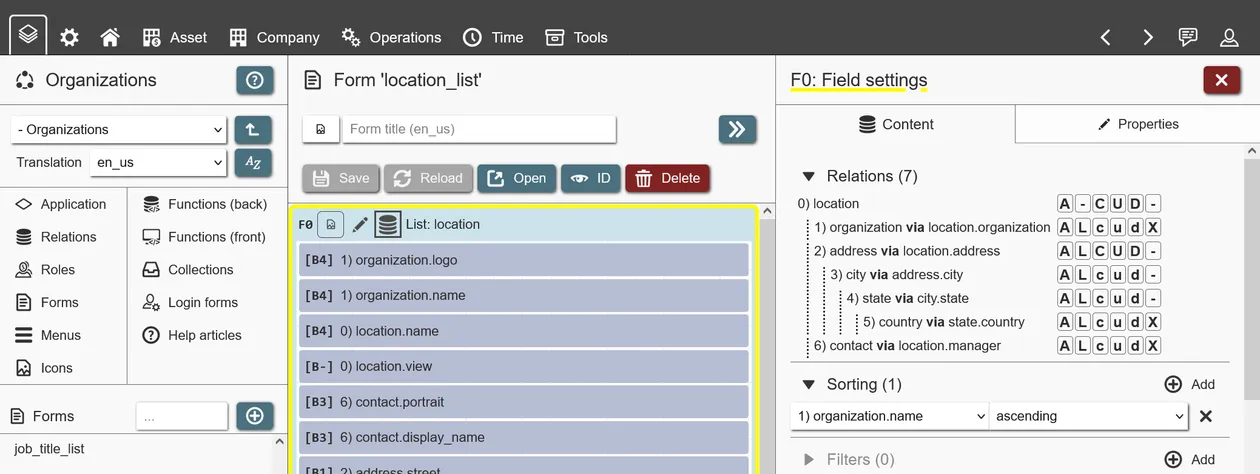 Asset Company Operations Time Tools
Organizations
- Organizations
Translation en_us
AZ
Application Functions (back)
Relations Functions (front)
Roles Collections
Forms Login forms
Menus Help articles
Icons
Forms ...
job_title_list
Form 'location_list'
Form title (en_us)
Save Reload Open ID Delete
F0 List: location
[B4] 1) organization.logo
[B4] 1) organization.name
[B4] 0) location.name
[B-] 0) location.view
[B3] 6) contact.portrait
[B3] 6) contact.display_name
[B1] 2) address.street
F0: Field settings
Content Properties
Relations (7)
0) location A - C U D -
1) organization via location.organization A L c u d X
2) address via location.address A L C U D -
3) city via address.city A L c u d -
4) state via city.state A L c u d -
5) country via state.country A L c u d X
6) contact via location.manager A L c u d X
Sorting (1) Add
1) organization.name ascending
Filters (0) Add